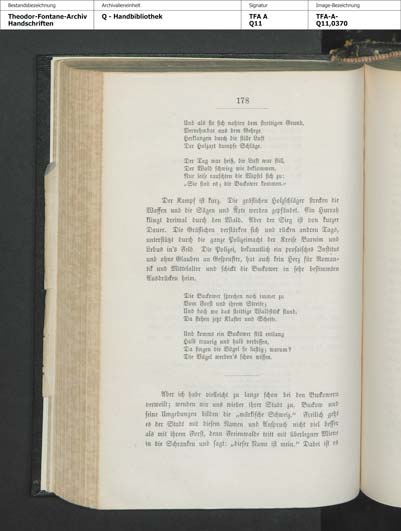 Bestandsbezeichnung
Archivalieneinheit
Signatur
Image-Bezeichnung
Theodor-Fontane-Archiv
Handschriften
Q - Handbibliothek
TFA A
Q11
TFA-A-
Q11,0370
178
Und als sie sich nahten dem streitigen Grund,
Vernehmbar aus dem Gehege
Herklangen durch die stille Luft
Der Holzaxt dumpfe Schläge.
Der Tag war heiß, die Luft war still,
Der Wald schwieg wie beklommen,
Nur leise rauschten die Wipfel sich zu:
„Sie sind es; die Buckower kommen.“
Der Kampf ist kurz. Die gräflichen Holzschläger strecken die
Waffen und die Sägen und Äxte werden gepfändet. Ein Hurrah
klingt dreimal durch den Wald. Aber der Sieg ist von kurzer
Dauer. Die Gräflichen verstärken sich und rücken andern Tags,
unterstützt durch die ganze Polizeimacht der Kreise Barnim und
Lebus in's Feld. Die Polizei, bekanntlich ein prosaisches Institut
und ohne Glauben an Gespenster, hat auch kein Herz für Roman-
tik und Mittelalter und schickt die Buckower in sehr bestimmten
Ausdrücken heim.
Die Buckower sprechen noch immer zu
Vom Forst und ihrem Streite;
Und doch wo das streitige Waldstück stand,
Da stehen jetzt Klafter und Scheite.
Und kommt ein Buckower still entlang
Halb traurig und halb verdrossen,
Da singen die Vögel so lustig; warum?
Die Vögel werden's schon wissen.
Aber ich habe vielleicht zu lange schon bei den Buckowern
verweilt; wenden wir uns wieder ihrer Stadt zu. Buckow und
seine Umgebungen bilden die „märkische Schweiz.“ Freilich geht
es der Stadt mit diesem Namen und Anspruch nicht viel besser
als mit ihrem Forst, denn Freienwalde tritt mit überlegner Miene
in die Schranken und sagt: „dieser Name ist mein.“ Dabei ist es